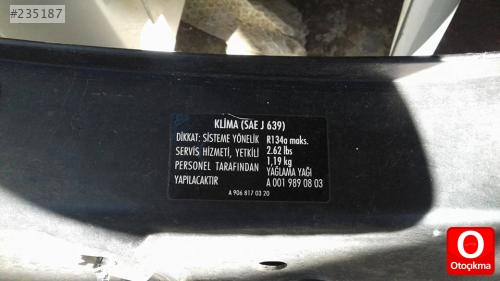 #235187
KLİMA (SAE J 639)
DİKKAT: SİSTEME YÖNELİK R134a maks.
SERVİS HİZMETİ, YETKİLİ 2.62 lbs
1,19 kg
PERSONEL TARAFINDAN YAĞLAMA YAĞI
YAPILACAKTIR A 001 989 08 03
A 906 817 03 20
O
Otoçıkma